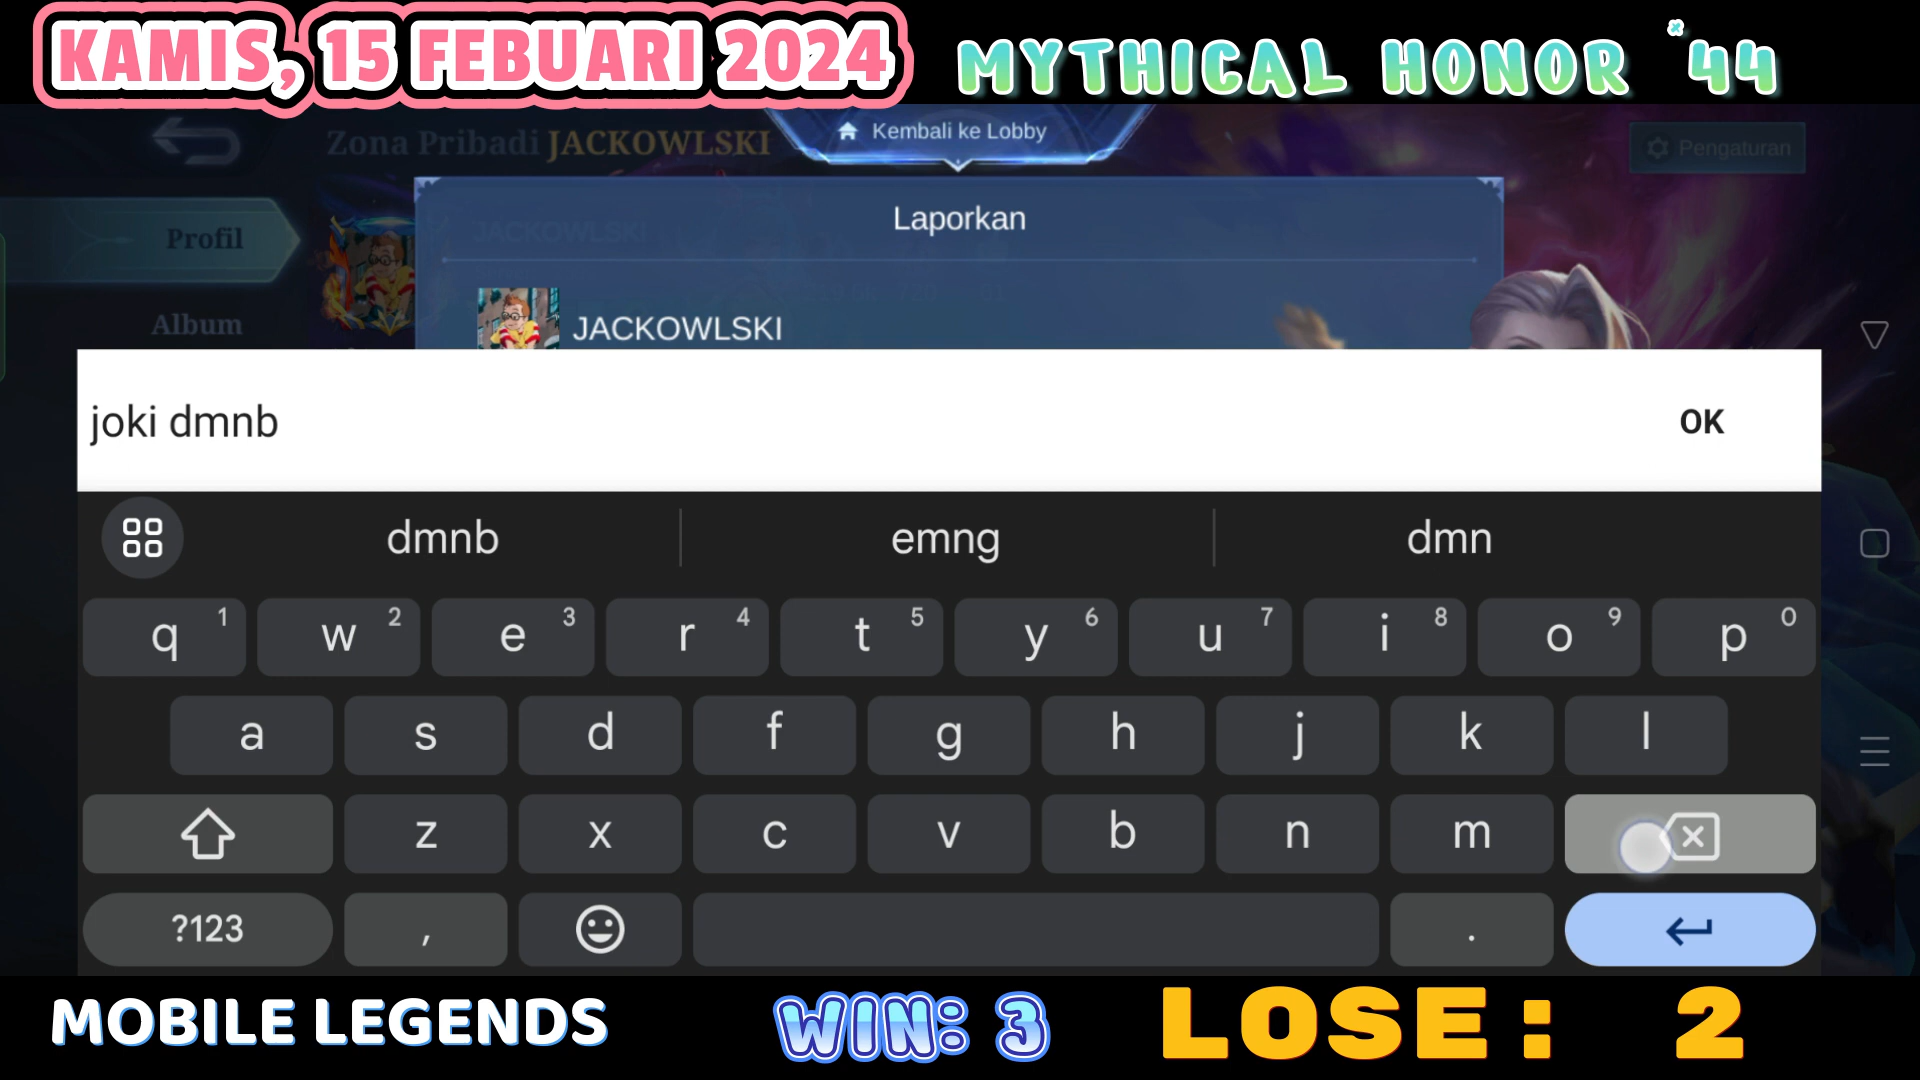 KAMIS, 15 FEBUARI 2024
MYTHICAL HONOR 44
Kembali ke Lobby
Zona Pribadi JACKOWLSKI
Pengaturan
Laporkan
Profil
JACKOWLSKI
JACKOWLSKI
Album
joki dmnb
OK
dmnb
emng
dmn
q 1 w 2 e 3 r 4 t 5 y 6 u 7 i 8 o 9 p 0
a s d f g h j k l
z x c v b n m
?123 , .
MOBILE LEGENDS
WIN: 3
LOSE: 2